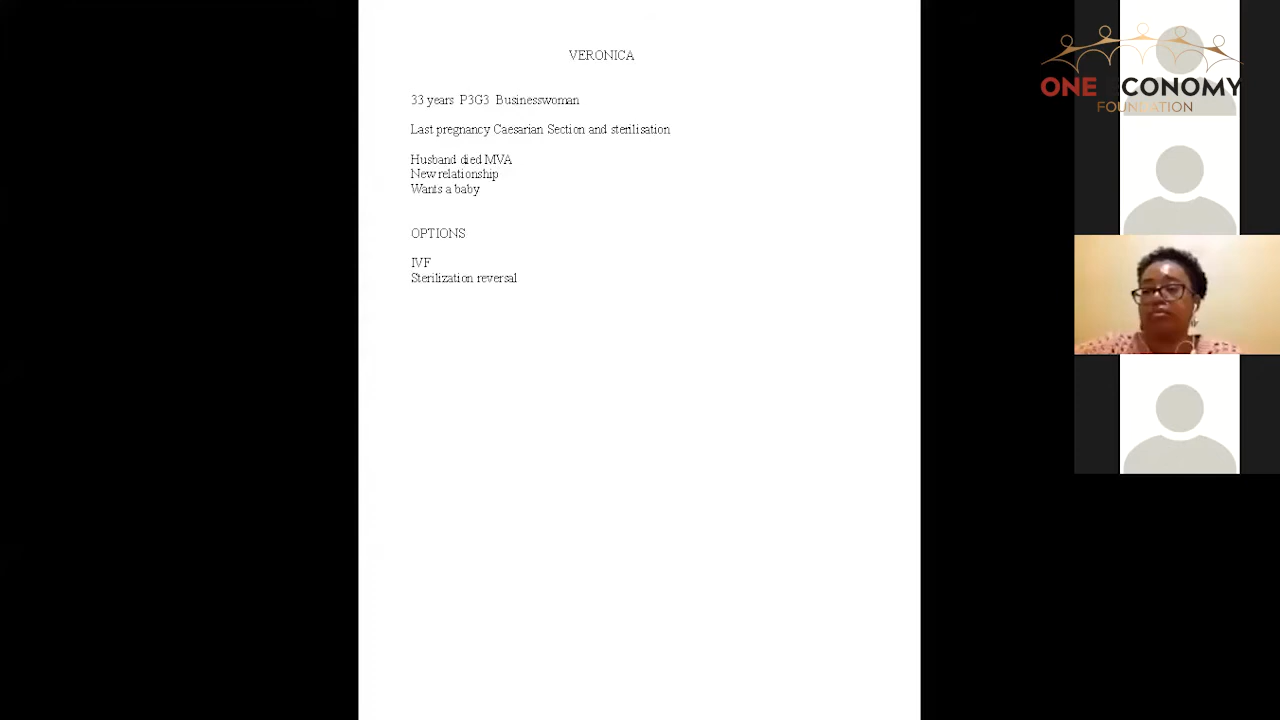 VERONICA
33 years P3G3 Businesswoman
Last pregnancy Caesarian Section and sterilisation
Husband died MVA
New relationship
Wants a baby
OPTIONS
IVF
Sterilization reversal
ONE CONOMY
FOUNDATION